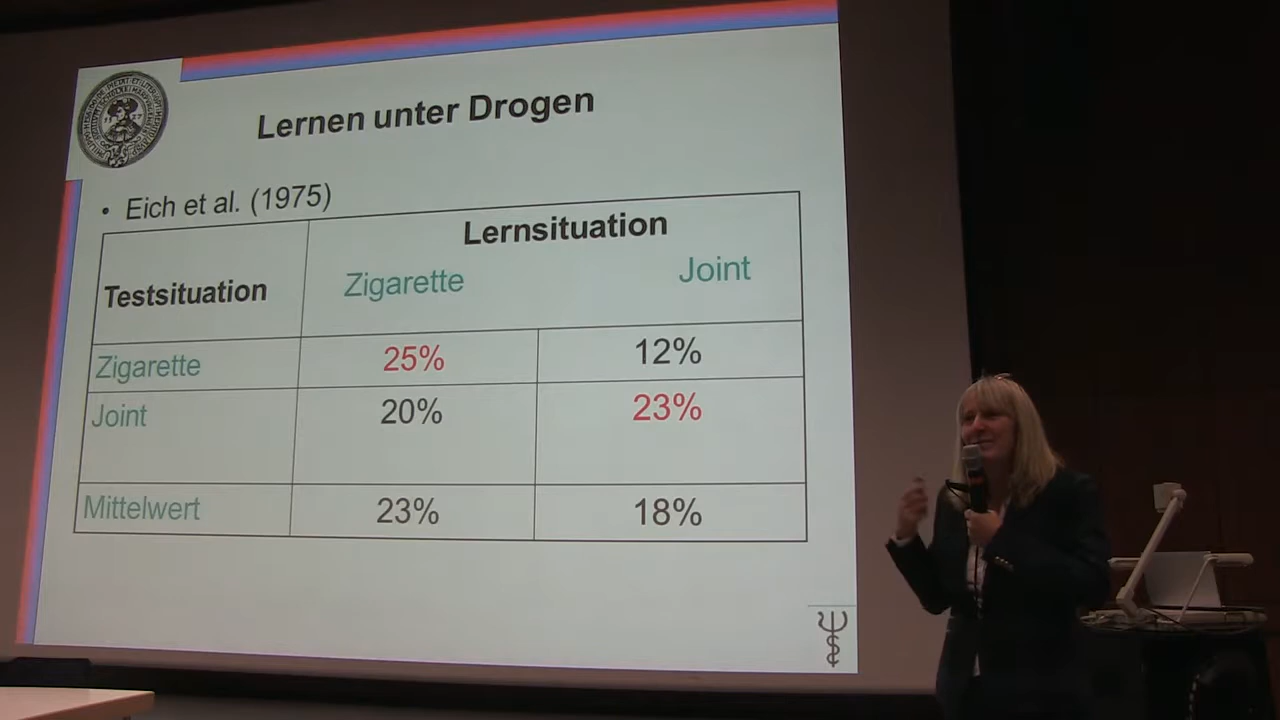 Lernen unter Drogen
• Eich et al. (1975)
Lernsituation
Testsituation Zigarette Joint
Zigarette 25% 12%
Joint 20% 23%
Mittelwert 23% 18%